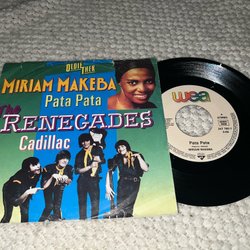 OLDIE THEK
MIRIAM MAKEBA
Pata Pata
The
RENEGADES
Cadillac
wea
Pata Pata
MIRIAM MAKEBA